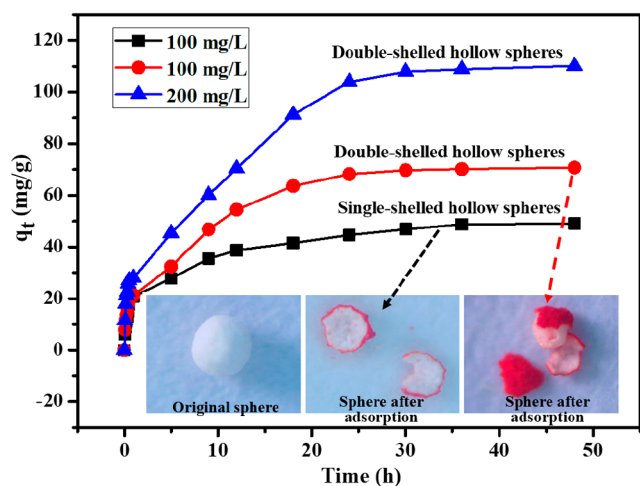 120
100
80
60
40
20
0
-20
qt (mg/g)
100 mg/L
100 mg/L
200 mg/L
Double-shelled hollow spheres
Double-shelled hollow spheres
Single-shelled hollow spheres
Original sphere
Sphere after
adsorption
Sphere after
adsorption
0 10 20 30 40 50
Time (h)